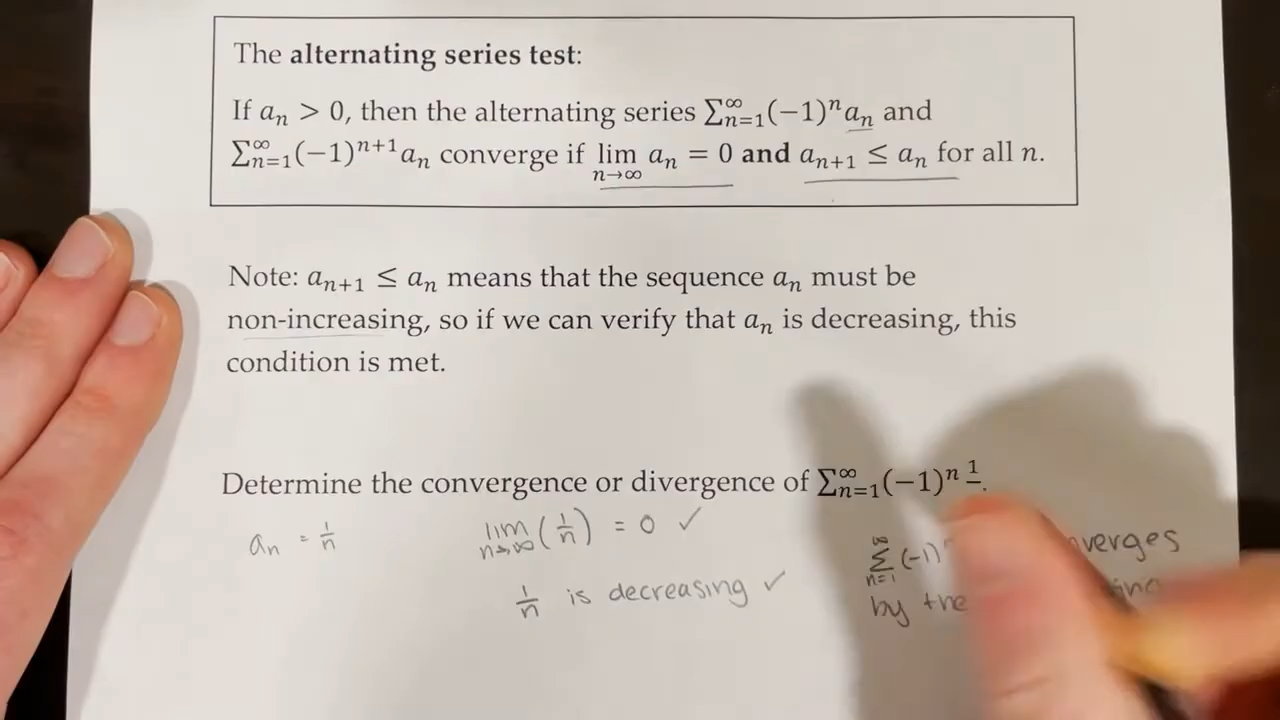 The alternating series test:
If aₙ > 0, then the alternating series ∑ₙ₌₁^∞(−1)ⁿaₙ and
∑ₙ₌₁^∞(−1)ⁿ⁺¹aₙ converge if lim n→∞ aₙ = 0 and aₙ₊₁ ≤ aₙ for all n.
Note: aₙ₊₁ ≤ aₙ means that the sequence aₙ must be
non-increasing, so if we can verify that aₙ is decreasing, this
condition is met.
Determine the convergence or divergence of ∑ₙ₌₁^∞(−1)ⁿ 1
aₙ = 1/n
lim n→∞ (1/n) = 0 ✓
1/n is decreasing ✓
∑ n=1 ∞ (-1)
by the